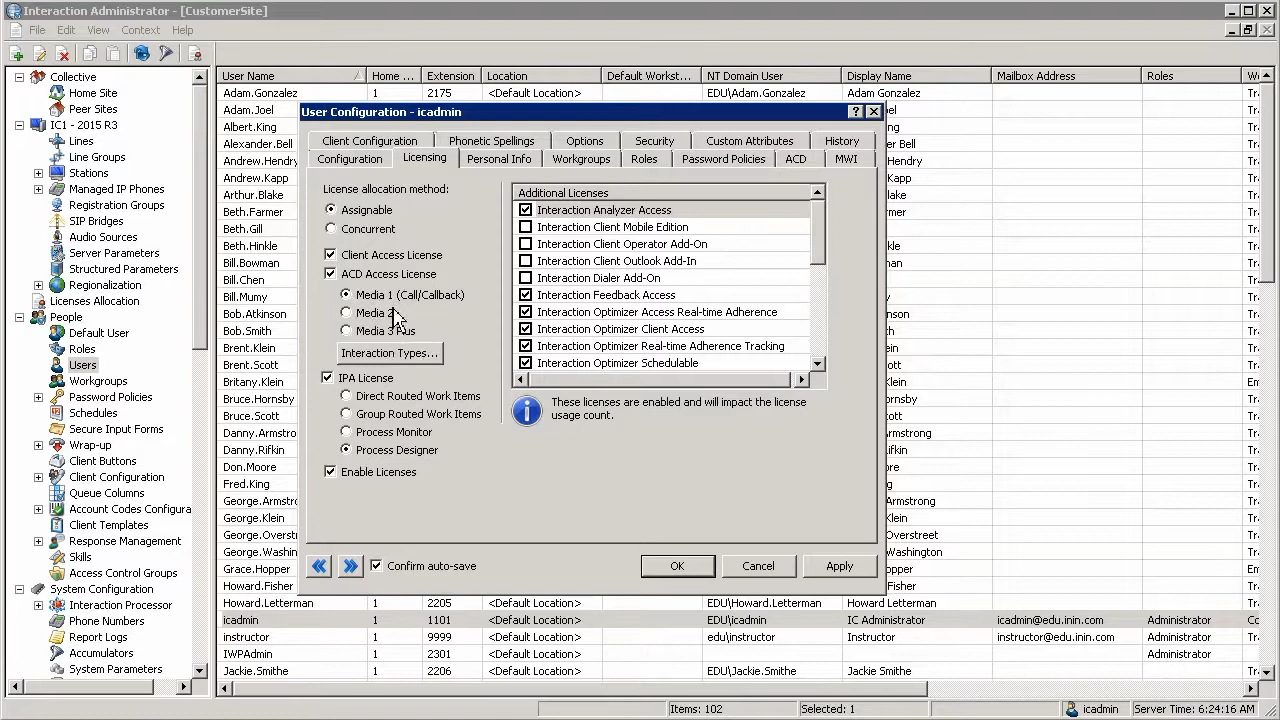 Interaction Administrator - [CustomerSite]
File Edit View Context Help
Collective
Home Site
Peer Sites
IC1 - 2015 R3
Lines
Line Groups
Stations
Managed IP Phones
Registration Groups
SIP Bridges
Audio Sources
Server Parameters
Structured Parameters
Regionalization
Licenses Allocation
People
Default User
Roles
Users
Workgroups
Password Policies
Schedules
Secure Input Forms
Wrap-up
Client Buttons
Client Configuration
Queue Columns
Account Codes Configura
Client Templates
Response Management
Skills
Access Control Groups
System Configuration
Interaction Processor
Phone Numbers
Report Logs
Accumulators
System Parameters
User Name Home ... Extension Location Default Workst... NT Domain User Display Name Mailbox Address Roles
Adam.Gonzalez 1 2175 <Default Location> EDU\Adam.Gonzalez Adam Gonzalez Tra
Adam.Joel
Albert.King
Alexander.Bell
Andrew.Hendry
Andrew.Kapp
Arthur.Blake
Beth.Farmer
Beth.Gill
Beth.Hinkle
Bill.Bowman
Bill.Chen
Bill.Mumy
Bob.Atkinson
Bob.Smith
Brent.Klein
Brent.Scott
Britany.Klein
Bruce.Hornsby
Bruce.Scott
Danny.Armstron
Danny.Rifkin
Don.Moore
Fred.King
George.Armstro
George.Klein
George.Overstr
George.Washing
Grace.Hopper
Howard.Fisher
Howard.Letterman 1 2205 <Default Location> EDU\Howard.Letterman Howard Letterman Tra
icadmin 1 1101 <Default Location> EDU\icadmin IC Administrator icadmin@edu.inin.com Administrator Co
instructor 1 9999 <Default Location> edu\instructor Instructor instructor@edu.inin.com Administrator Tra
IWPAdmin 1 2301 <Default Location> Administrator
Jackie.Smithe 1 2206 <Default Location> EDU\Jackie.Smithe Jackie Smithe Tra
User Configuration - icadmin
Client Configuration Phonetic Spellings Options Security Custom Attributes History
Configuration Licensing Personal Info Workgroups Roles Password Policies ACD MWI
License allocation method:
Assignable
Concurrent
Client Access License
ACD Access License
Media 1 (Call/Callback)
Media 2
Media 3 Plus
Interaction Types...
IPA License
Direct Routed Work Items
Group Routed Work Items
Process Monitor
Process Designer
Enable Licenses
Additional Licenses
Interaction Analyzer Access
Interaction Client Mobile Edition
Interaction Client Operator Add-On
Interaction Client Outlook Add-In
Interaction Dialer Add-On
Interaction Feedback Access
Interaction Optimizer Access Real-time Adherence
Interaction Optimizer Client Access
Interaction Optimizer Real-time Adherence Tracking
Interaction Optimizer Schedulable
These licenses are enabled and will impact the license
usage count.
Confirm auto-save OK Cancel Apply
Items: 102 Selected: 1 icadmin Server Time: 6:24:16 AM